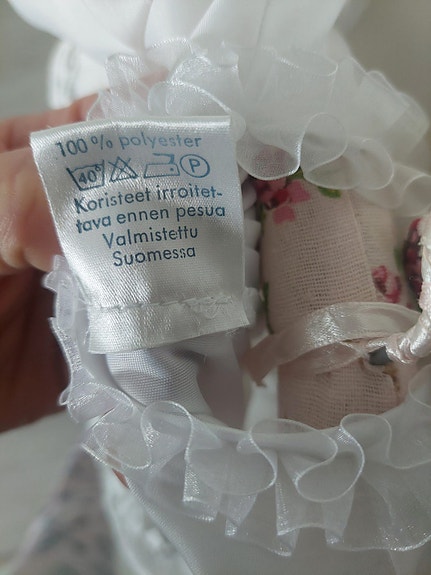 100% polyester
40° P
Koristeet irroitet-
tava ennen pesua
Valmistettu
Suomessa